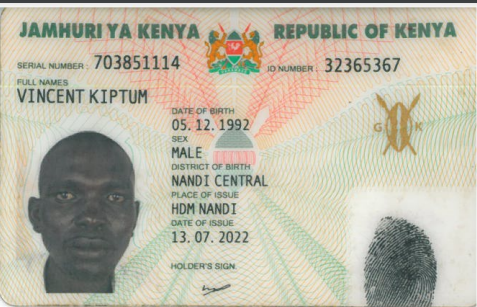 JAMHURI YA KENYA REPUBLIC OF KENYA
SERIAL NUMBER: 703851114 ID NUMBER: 32365367
FULL NAMES
VINCENT KIPTUM
DATE OF BIRTH
05. 12. 1992
SEX
MALE
G K
DISTRICT OF BIRTH
NANDI CENTRAL
PLACE OF ISSUE
HDM NANDI
DATE OF ISSUE
13. 07. 2022
HOLDER'S SIGN.